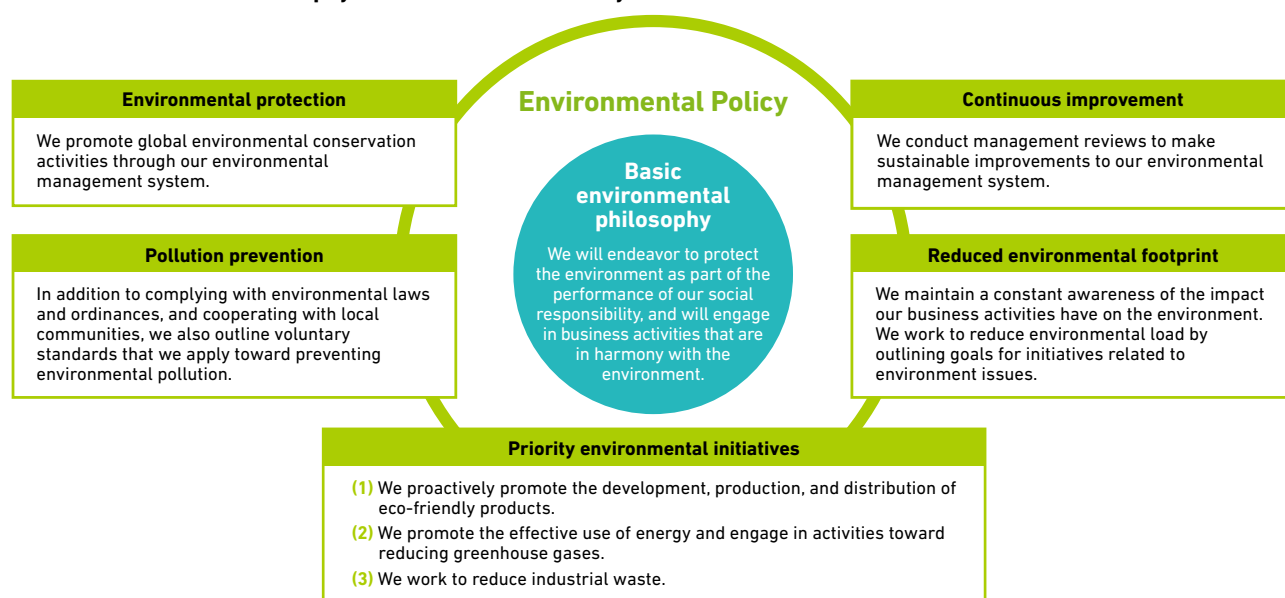 Environmental Policy
Basic
environmental
philosophy
We will endeavor to protect
the environment as part of the
performance of our social
responsibility, and will engage
in business activities that are
in harmony with the
environment.
Environmental protection
We promote global environmental conservation
activities through our environmental
management system.
Continuous improvement
We conduct management reviews to make
sustainable improvements to our environmental
management system.
Pollution prevention
In addition to complying with environmental laws
and ordinances, and cooperating with local
communities, we also outline voluntary
standards that we apply toward preventing
environmental pollution.
Reduced environmental footprint
We maintain a constant awareness of the impact
our business activities have on the environment.
We work to reduce environmental load by
outlining goals for initiatives related to
environment issues.
Priority environmental initiatives
(1) We proactively promote the development, production, and distribution of
eco-friendly products.
(2) We promote the effective use of energy and engage in activities toward
reducing greenhouse gases.
(3) We work to reduce industrial waste.